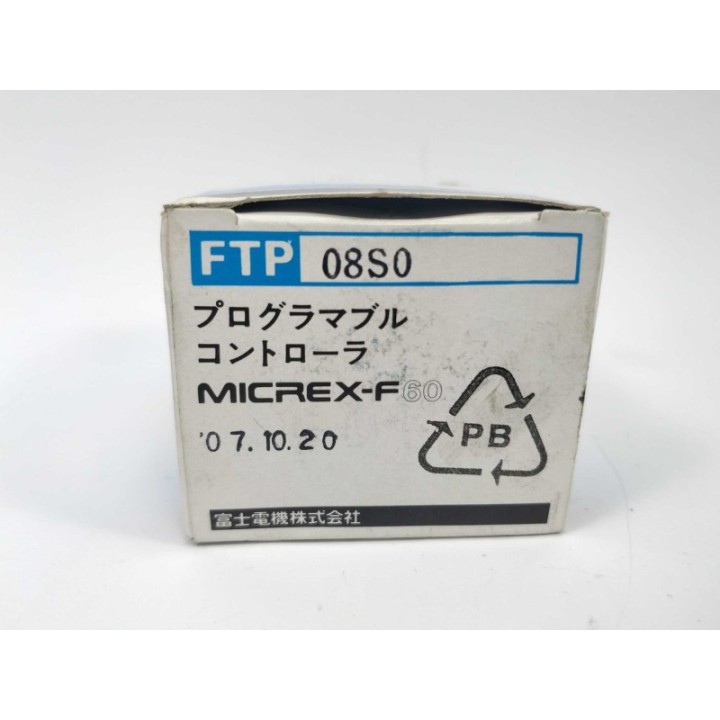 FTP 08S0
プログラマブル
コントローラ
MICREX-F60
'07.10.20
PB
富士電機株式会社